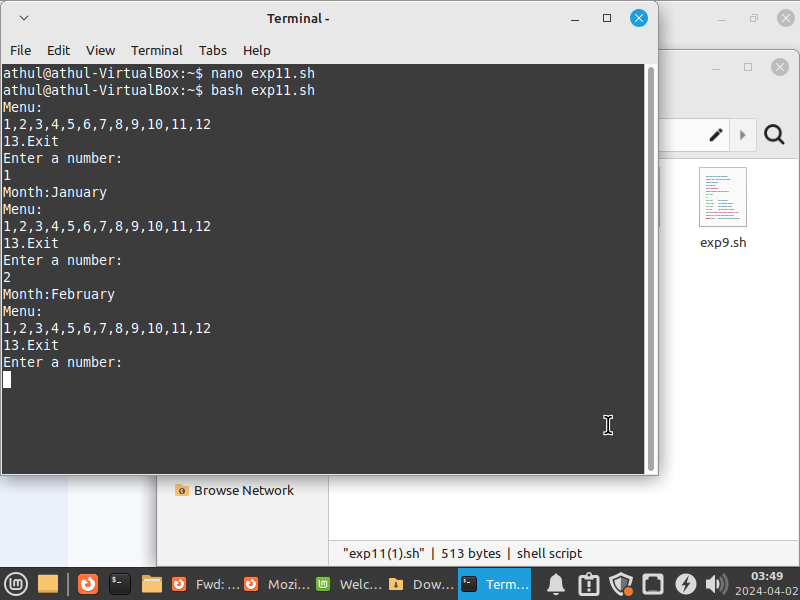 Terminal -
File Edit View Terminal Tabs Help
athul@athul-VirtualBox:~$ nano exp11.sh
athul@athul-VirtualBox:~$ bash exp11.sh
Menu:
1,2,3,4,5,6,7,8,9,10,11,12
13.Exit
Enter a number:
1
Month:January
Menu:
1,2,3,4,5,6,7,8,9,10,11,12
13.Exit
Enter a number:
2
Month:February
Menu:
1,2,3,4,5,6,7,8,9,10,11,12
13.Exit
Enter a number:
exp9.sh
Browse Network
"exp11(1).sh" | 513 bytes | shell script
Fwd: ... Mozi... Welc... Dow... Term...
03:49
2024-04-02